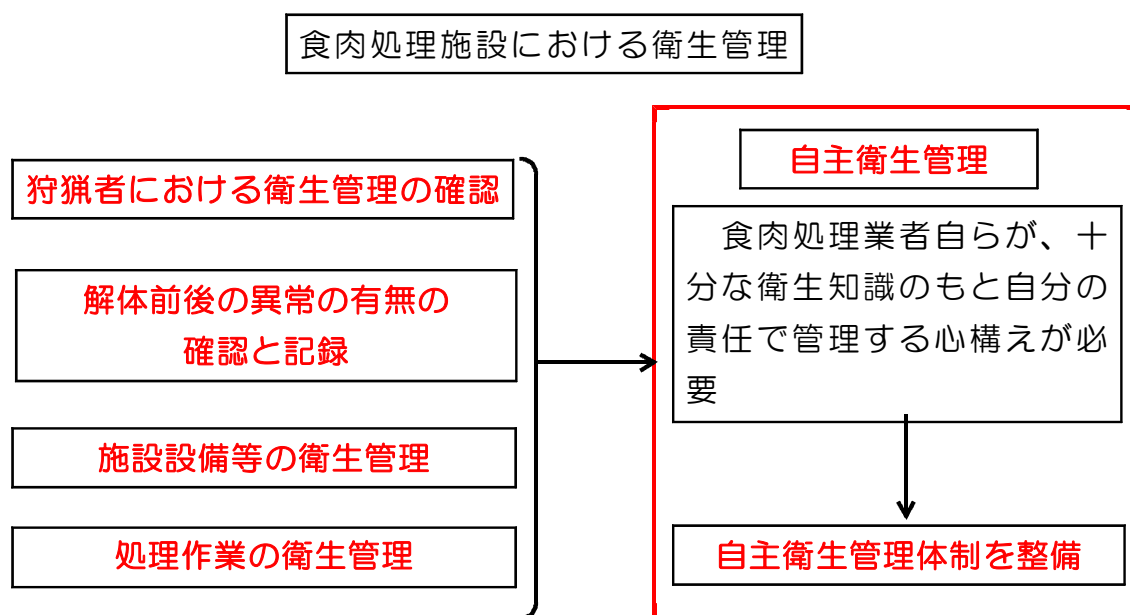 食肉処理施設における衛生管理
狩猟者における衛生管理の確認
解体前後の異常の有無の
確認と記録
施設設備等の衛生管理
処理作業の衛生管理
自主衛生管理
食肉処理業者自らが、十
分な衛生知識のもと自分の
責任で管理する心構えが必
要
自主衛生管理体制を整備